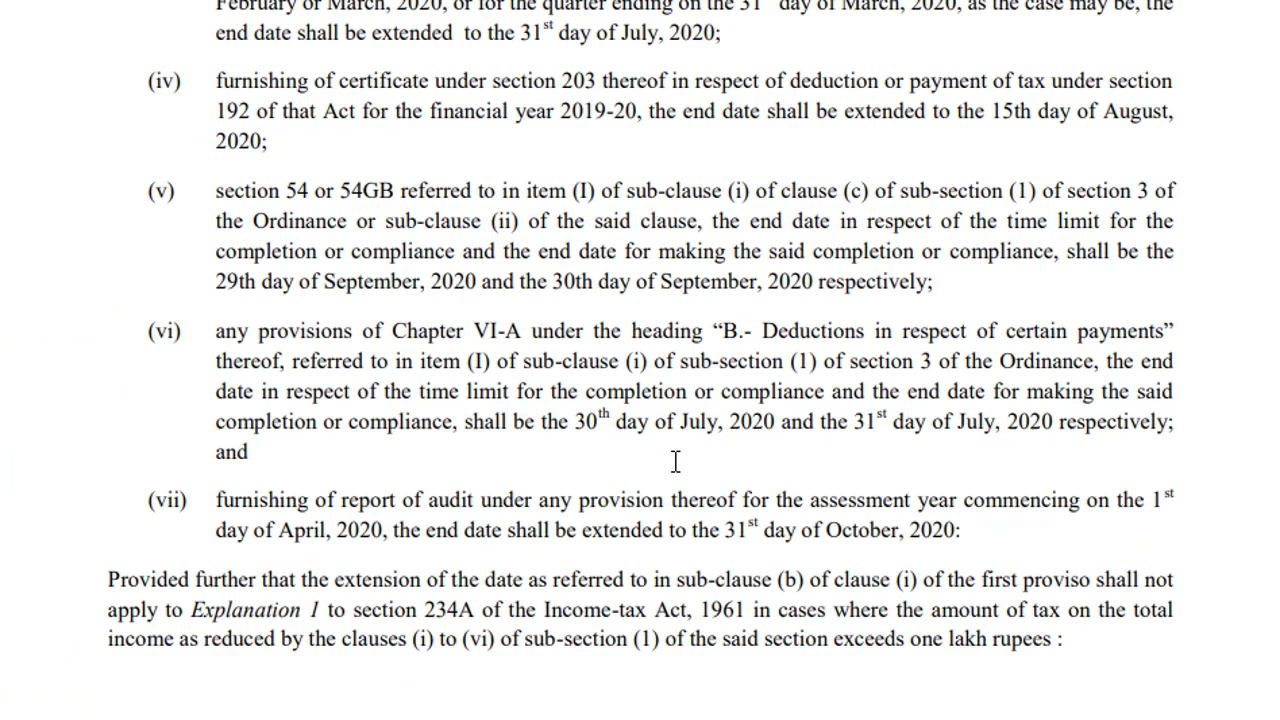 February or March, 2020, or for the quarter ending on the 31st day of March, 2020, as the case may be, the
end date shall be extended to the 31st day of July, 2020;
(iv) furnishing of certificate under section 203 thereof in respect of deduction or payment of tax under section
192 of that Act for the financial year 2019-20, the end date shall be extended to the 15th day of August,
2020;
(v) section 54 or 54GB referred to in item (I) of sub-clause (i) of clause (c) of sub-section (1) of section 3 of
the Ordinance or sub-clause (ii) of the said clause, the end date in respect of the time limit for the
completion or compliance and the end date for making the said completion or compliance, shall be the
29th day of September, 2020 and the 30th day of September, 2020 respectively;
(vi) any provisions of Chapter VI-A under the heading “B.- Deductions in respect of certain payments”
thereof, referred to in item (I) of sub-clause (i) of sub-section (1) of section 3 of the Ordinance, the end
date in respect of the time limit for the completion or compliance and the end date for making the said
completion or compliance, shall be the 30th day of July, 2020 and the 31st day of July, 2020 respectively;
and
(vii) furnishing of report of audit under any provision thereof for the assessment year commencing on the 1st
day of April, 2020, the end date shall be extended to the 31st day of October, 2020:
Provided further that the extension of the date as referred to in sub-clause (b) of clause (i) of the first proviso shall not
apply to Explanation 1 to section 234A of the Income-tax Act, 1961 in cases where the amount of tax on the total
income as reduced by the clauses (i) to (vi) of sub-section (1) of the said section exceeds one lakh rupees :